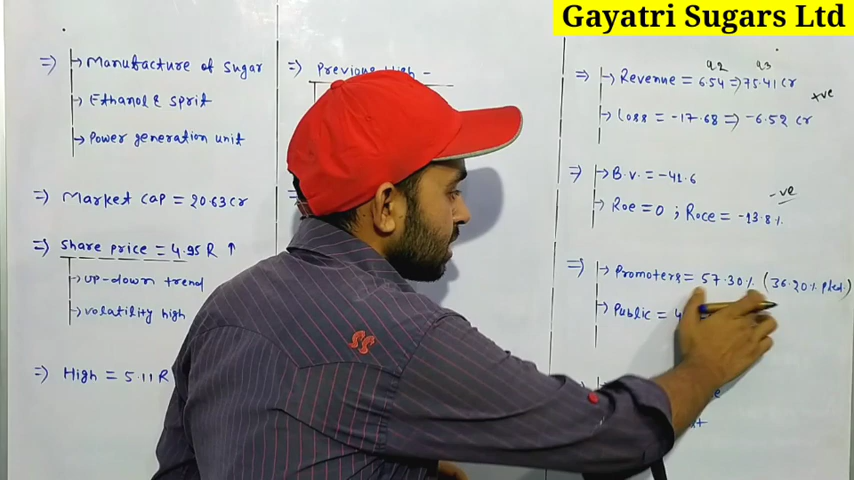 Gayatri Sugars Ltd
⇒ → Manufacture of sugar
→ Ethanol & Sprit
→ Power generation unit
⇒ Market cap = 20.63 cr
⇒ Share price = 4.95 R ↑
→ up-down trend
→ volatility high
⇒ High = 5.11 R
⇒ Previous High -
Q2 Q3
⇒ → Revenue = 6.54 ⇒ 75.41 cr
+ve
→ Loss = -17.68 ⇒ -6.52 cr
⇒ → B.V. = -41.6
-ve
→ Roe = 0 ; Roce = -13.8%
⇒ → Promoters = 57.30% (36.20% Pled.)
→ Public = 4